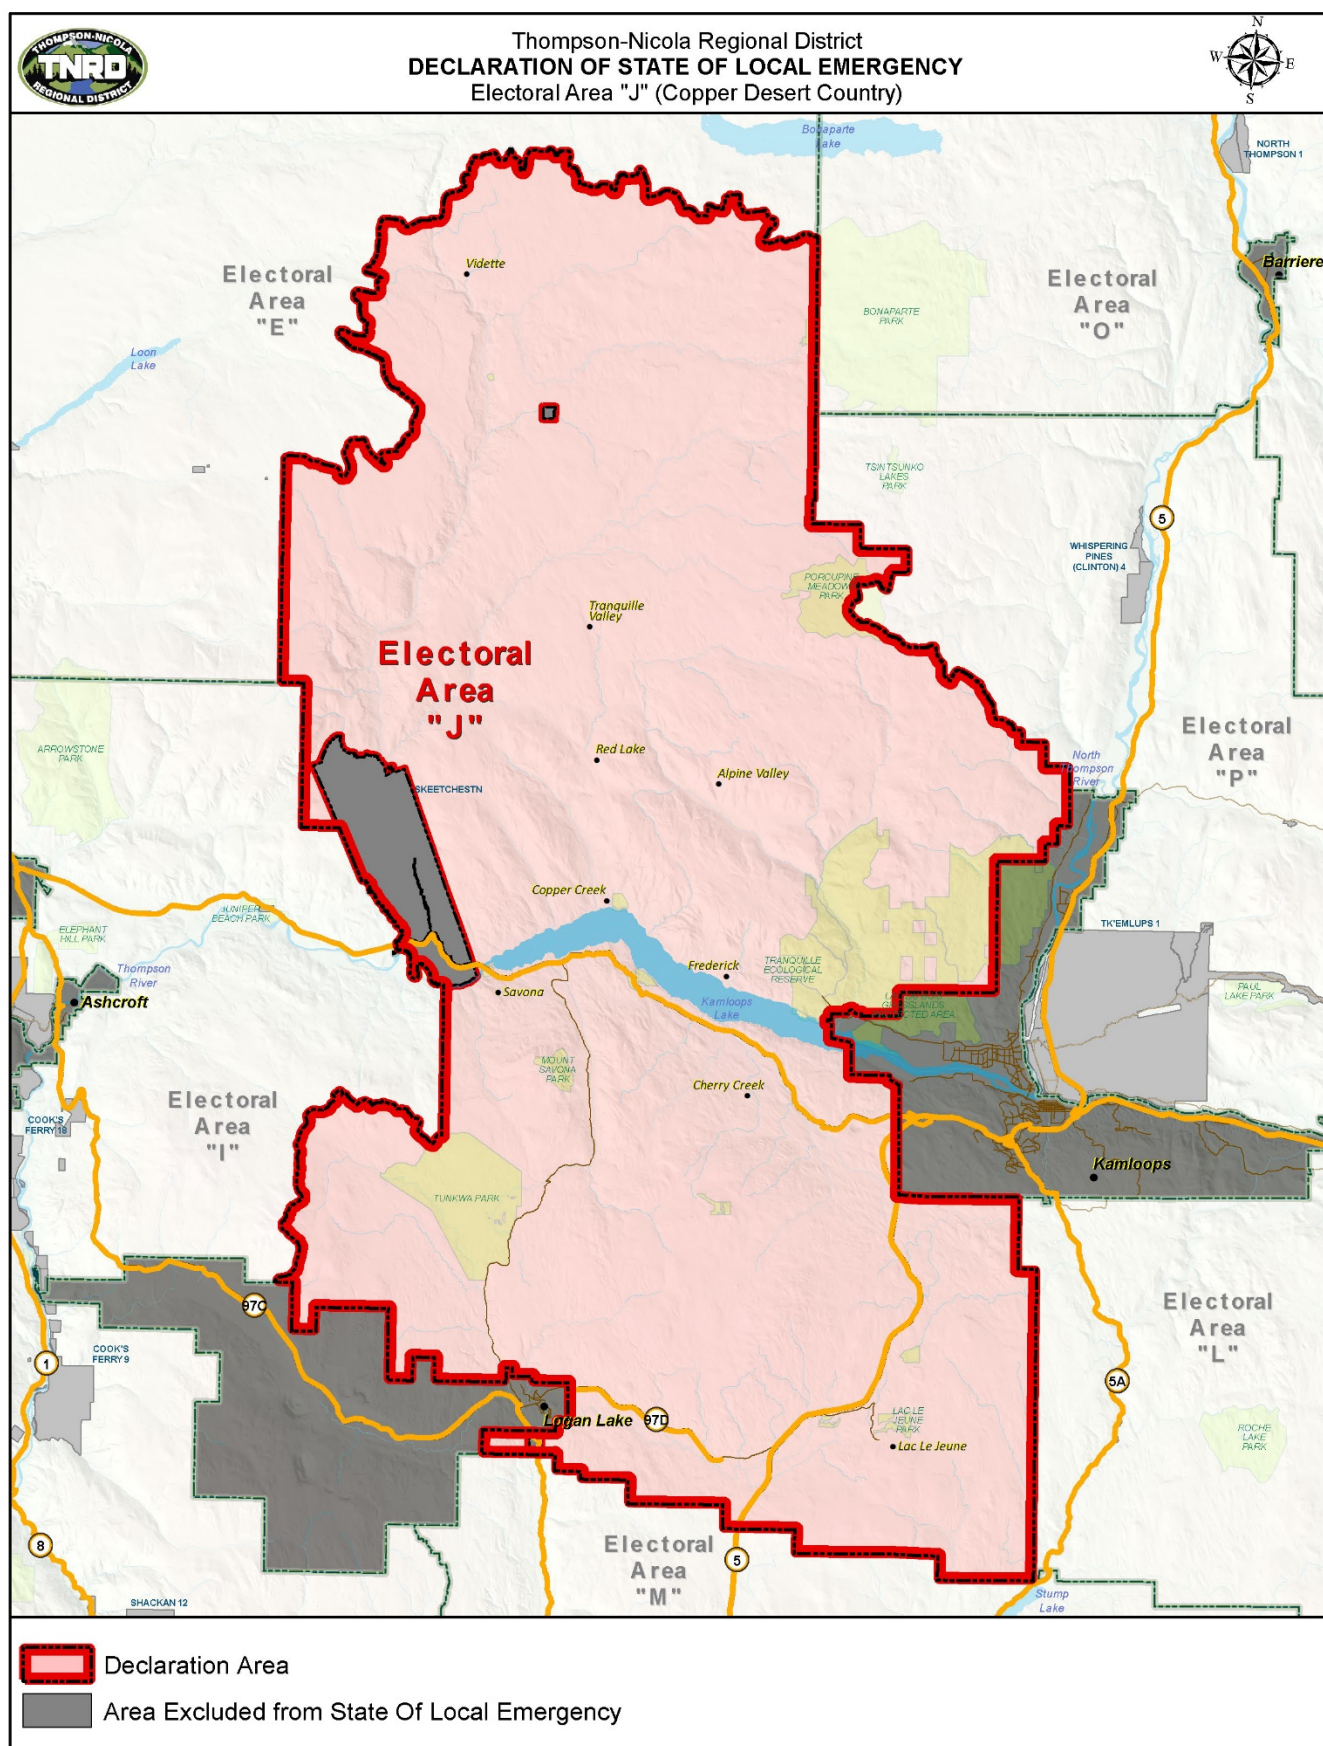 THOMPSON-NICOLA
TNRD
REGIONAL DISTRICT
Thompson-Nicola Regional District
DECLARATION OF STATE OF LOCAL EMERGENCY
Electoral Area "J" (Copper Desert Country)
N
W
E
S
Bonaparte
Lake
NORTH
THOMPSON 1
Vidette
Electoral
Area
"E"
Electoral
Area
"O"
Barriere
BONAPARTE
PARK
Loon
Lake
TSINTSUNKO
LAKES
PARK
5
WHISPERING
PINES
(CLINTON) 4
PORCUPINE
MEADOWS
PARK
Tranquille
Valley
Electoral
Area
"J"
ARROWSTONE
PARK
Red Lake
Alpine Valley
North
Thompson
River
Electoral
Area
"P"
SKEETCHESTN
Copper Creek
JUNIPER
BEACH PARK
ELEPHANT
HILL PARK
TK'EMLUPS 1
Thompson
River
Ashcroft
Savona
Frederick
TRANQUILLE
ECOLOGICAL
RESERVE
Kamloops
Lake
GRASSLANDS
PROTECTED AREA
PAUL
LAKE PARK
MOUNT
SAVONA
PARK
Cherry Creek
Electoral
Area
"I"
COOK'S
FERRY 18
Kamloops
TUNKWA PARK
97C
Electoral
Area
"L"
COOK'S
FERRY 9
1
5A
Logan Lake
97D
LAC LE
JEUNE
PARK
Lac Le Jeune
ROCHE
LAKE
PARK
8
Electoral
Area
"M"
5
SHACKAN 12
Stump
Lake
Declaration Area
Area Excluded from State Of Local Emergency